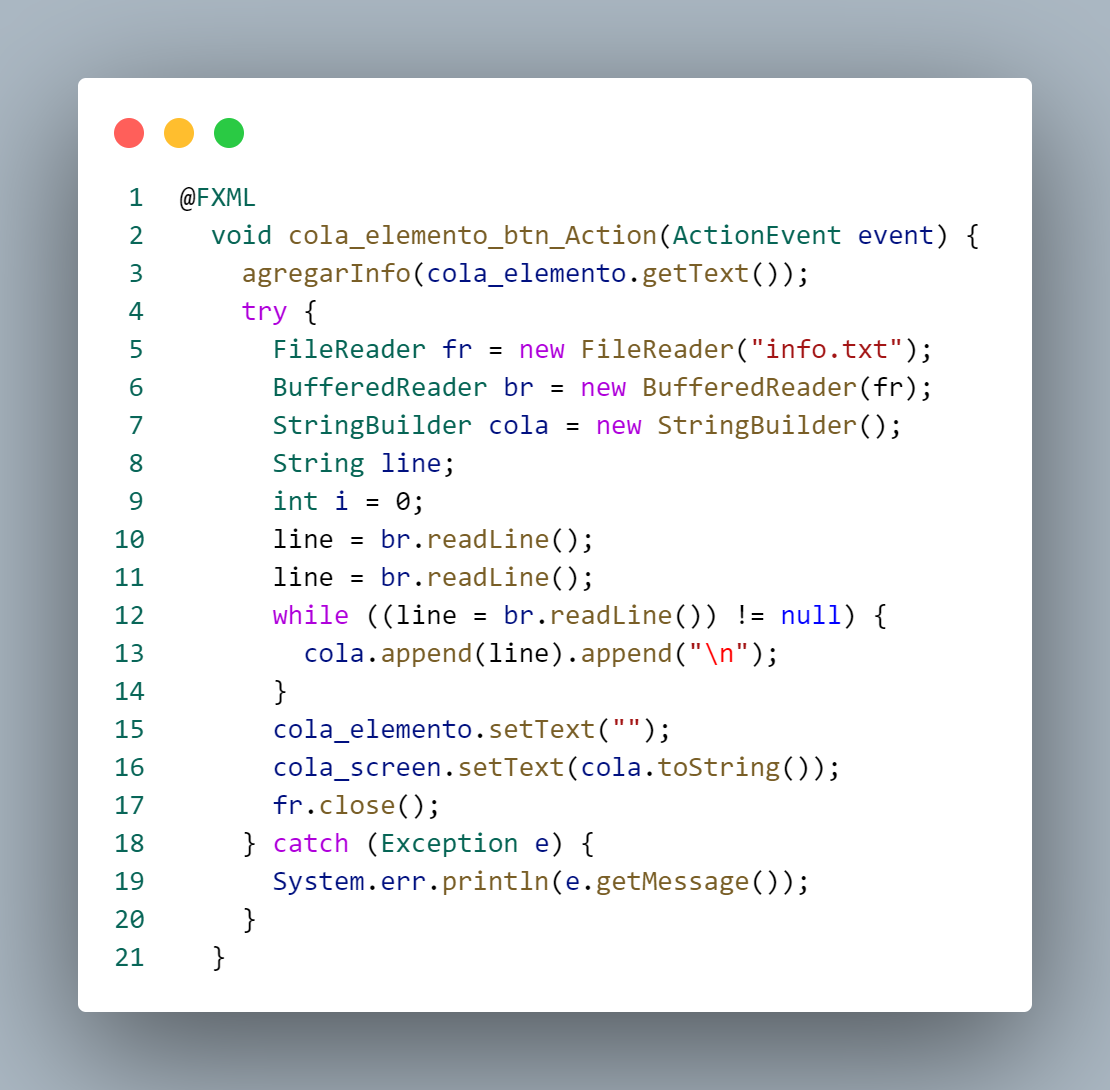 1 @FXML
2   void cola_elemento_btn_Action(ActionEvent event) {
3     agregarInfo(cola_elemento.getText());
4     try {
5       FileReader fr = new FileReader("info.txt");
6       BufferedReader br = new BufferedReader(fr);
7       StringBuilder cola = new StringBuilder();
8       String line;
9       int i = 0;
10       line = br.readLine();
11       line = br.readLine();
12       while ((line = br.readLine()) != null) {
13         cola.append(line).append("\n");
14       }
15       cola_elemento.setText("");
16       cola_screen.setText(cola.toString());
17       fr.close();
18     } catch (Exception e) {
19       System.err.println(e.getMessage());
20     }
21   }